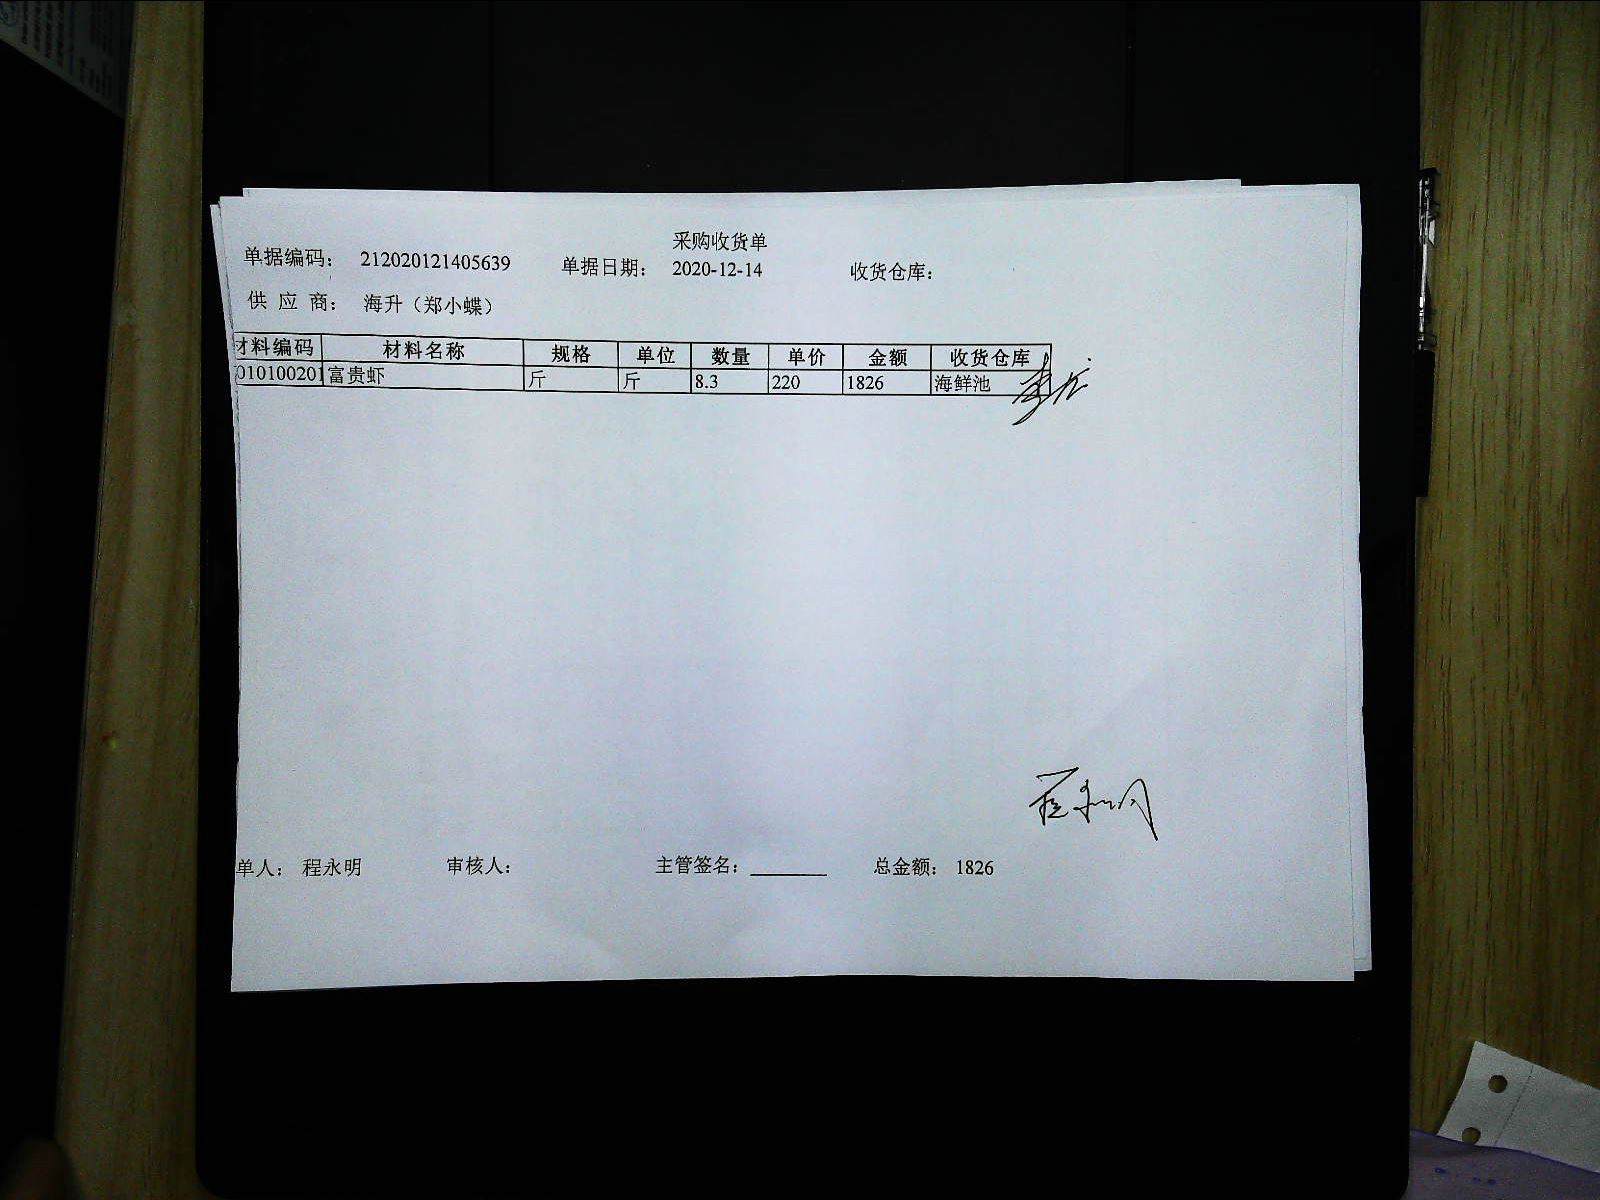 采购收货单
单据编码： 212020121405639 单据日期： 2020-12-14 收货仓库：
供 应 商： 海升（郑小蝶）
材料编码 材料名称 规格 单位 数量 单价 金额 收货仓库
010100201 富贵虾 斤 斤 8.3 220 1826 海鲜池
程永明
单人： 程永明 审核人： 主管签名： 总金额： 1826